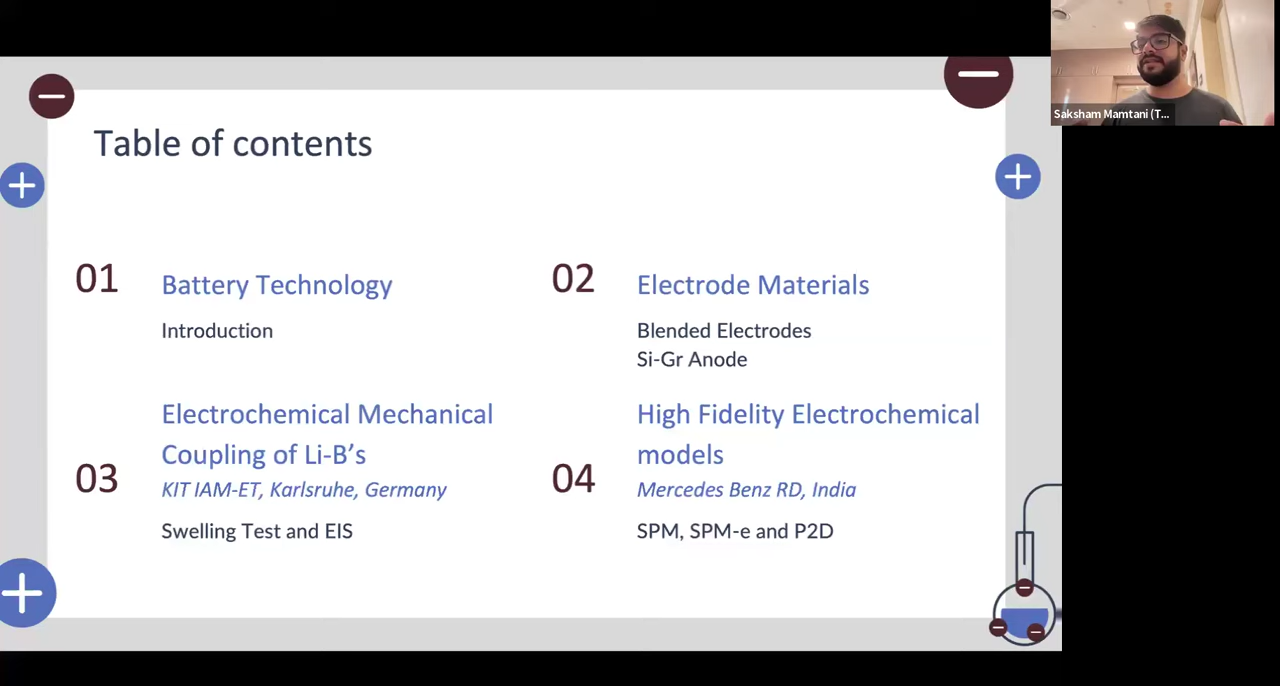 Saksham Mamtani (T...
Table of contents
01
Battery Technology
Introduction
02
Electrode Materials
Blended Electrodes
Si-Gr Anode
03
Electrochemical Mechanical
Coupling of Li-B’s
KIT IAM-ET, Karlsruhe, Germany
Swelling Test and EIS
04
High Fidelity Electrochemical
models
Mercedes Benz RD, India
SPM, SPM-e and P2D